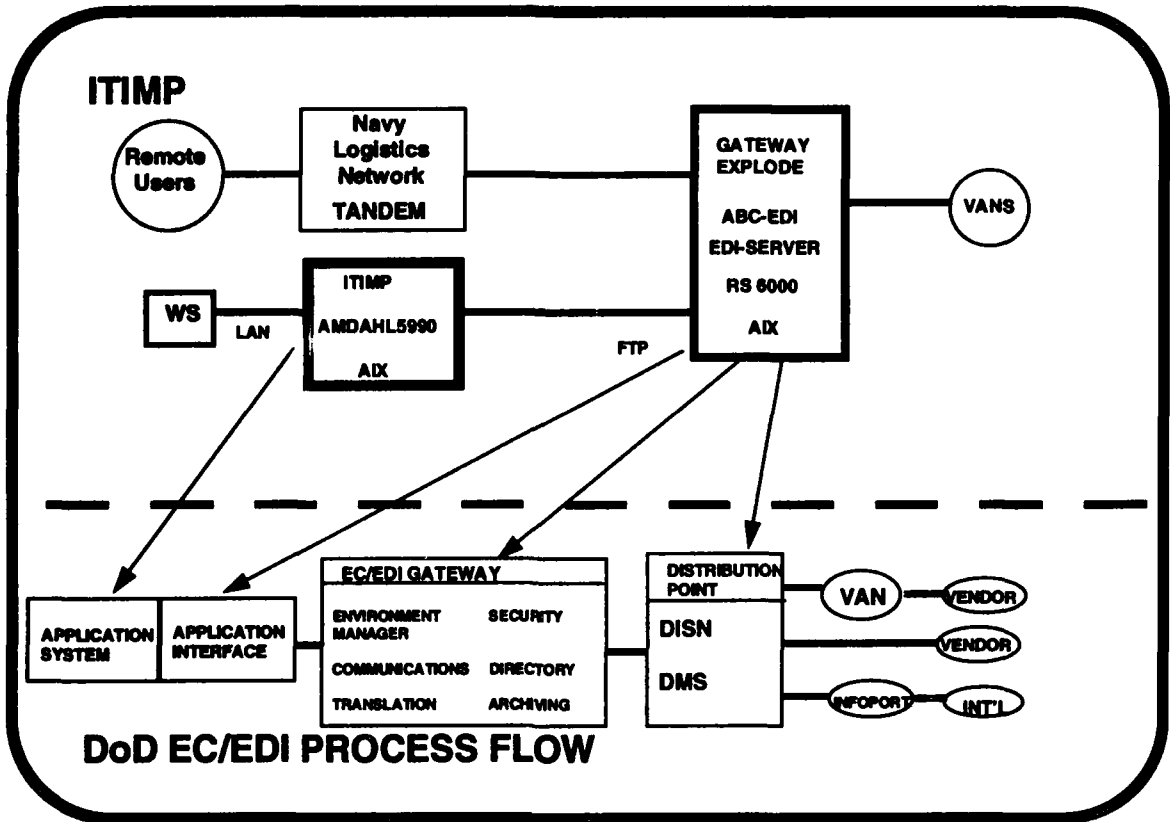 ITIMP
Remote
Users
Navy
Logistics
Network
TANDEM
GATEWAY
EXPLODE
ABC-EDI
EDI-SERVER
RS 6000
AIX
VANS
WS
LAN
ITIMP
AMDAHL5990
AIX
FTP
APPLICATION
SYSTEM
APPLICATION
INTERFACE
EC/EDI GATEWAY
ENVIRONMENT
MANAGER
SECURITY
COMMUNICATIONS
DIRECTORY
TRANSLATION
ARCHIVING
DISTRIBUTION
POINT
DISN
DMS
VAN
VENDOR
VENDOR
INFOPORT
INT'L
DoD EC/EDI PROCESS FLOW